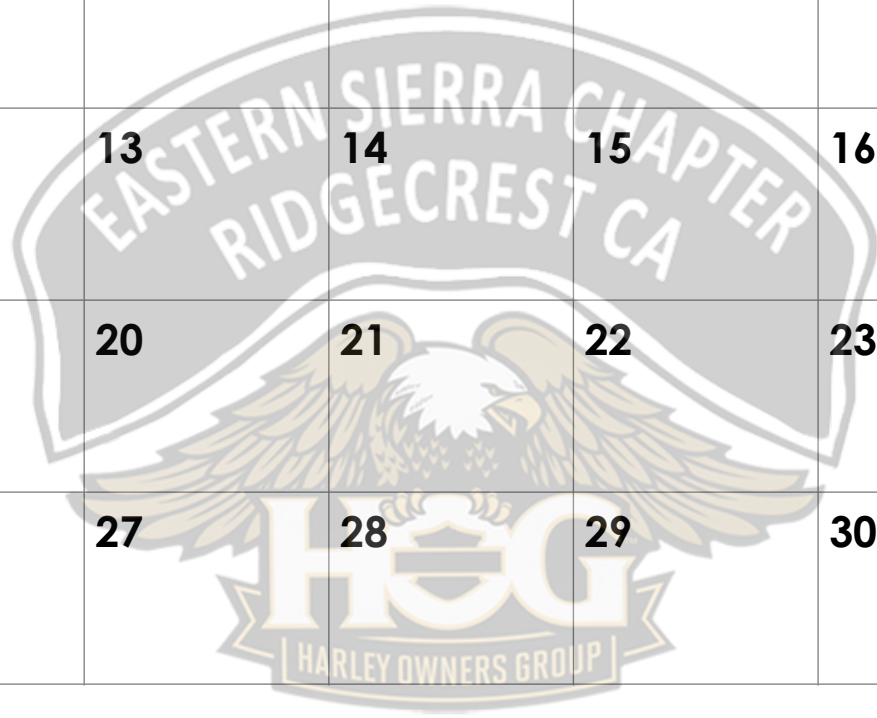 EASTERN SIERRA CHAPTER
RIDGECREST CA
13 14 15 16
20 21 22 23
27 28 29 30
HOG
HARLEY OWNERS GROUP